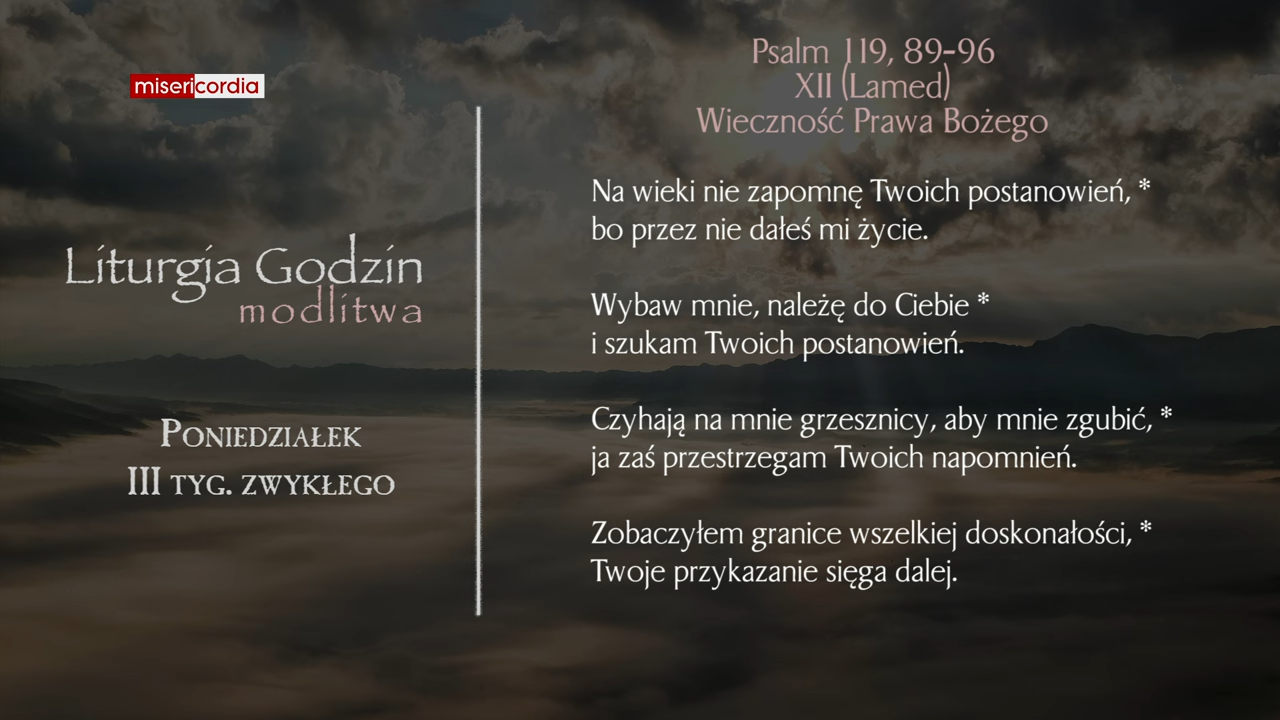 misericordia
Liturgia Godzin
modlitwa
Poniedziałek
III tyg. zwykłego
Psalm 119, 89-96
XII (Lamed)
Wieczność Prawa Bożego
Na wieki nie zapomnę Twoich postanowień, *
bo przez nie dałeś mi życie.
Wybaw mnie, należę do Ciebie *
i szukam Twoich postanowień.
Czyhają na mnie grzesznicy, aby mnie zgubić, *
ja zaś przestrzegam Twoich napomnień.
Zobaczyłem granice wszelkiej doskonałości, *
Twoje przykazanie sięga dalej.